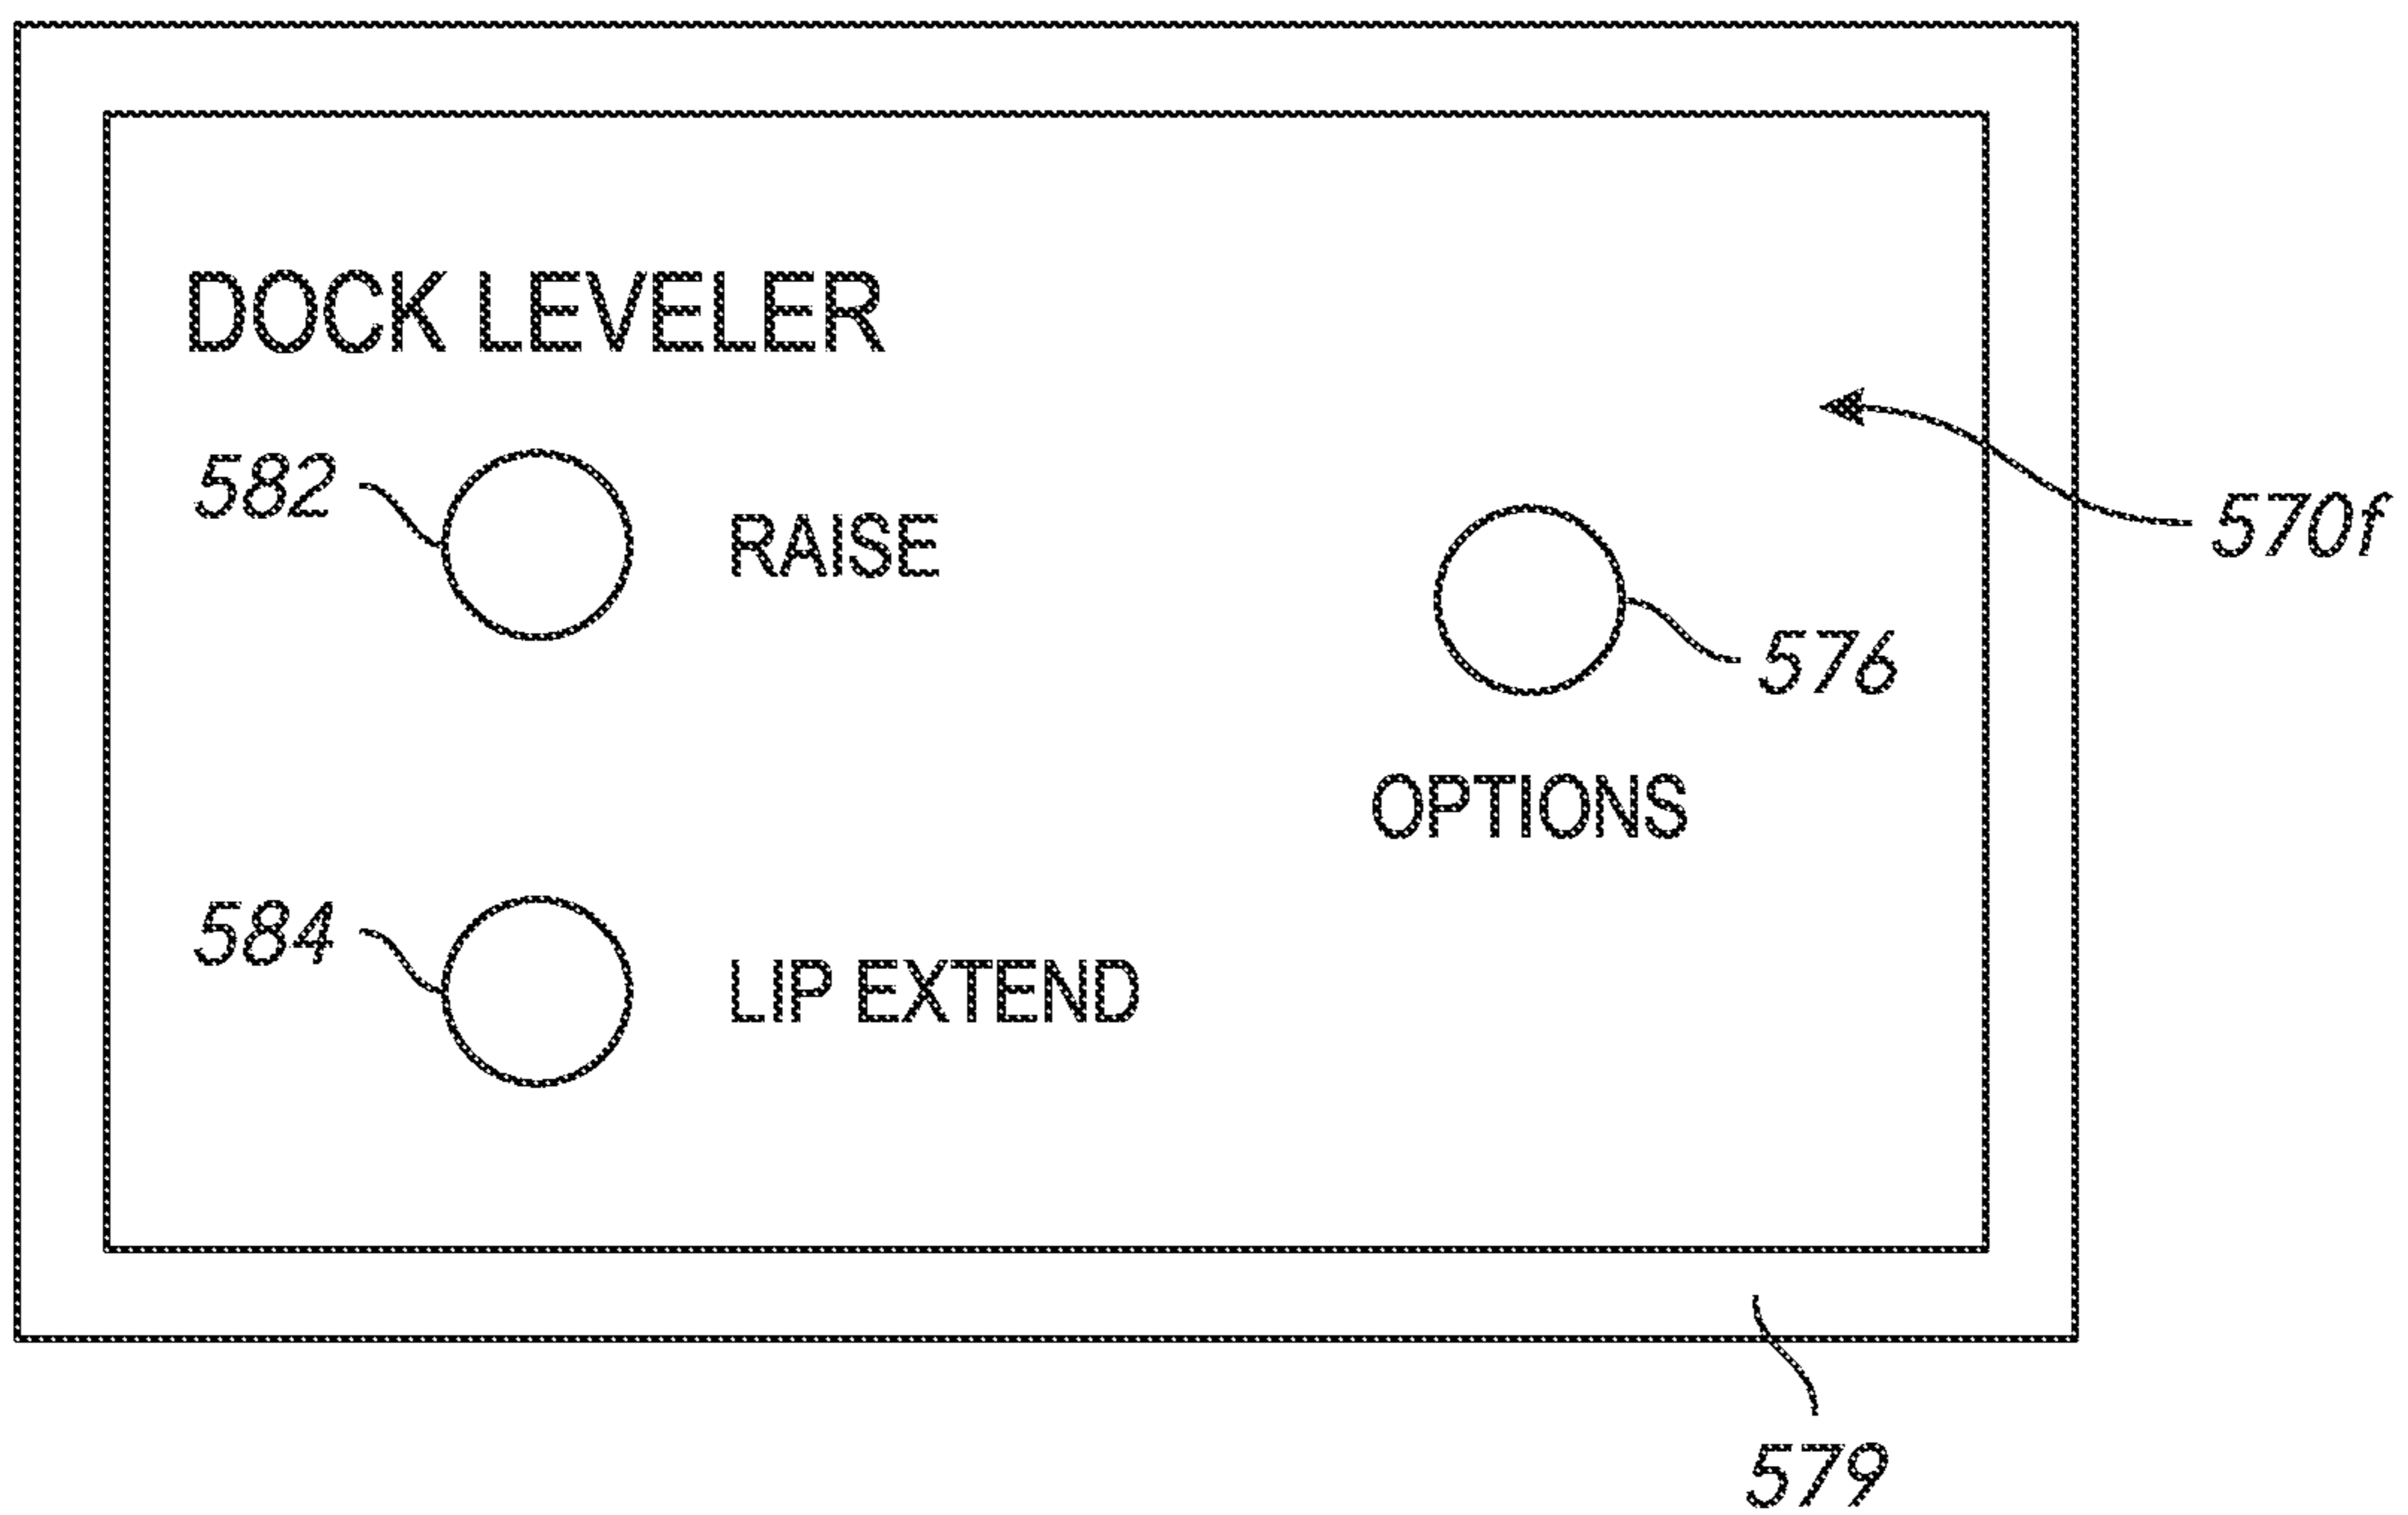 DOCK LEVELER
582
RAISE
570f
576
OPTIONS
584
LIP EXTEND
579